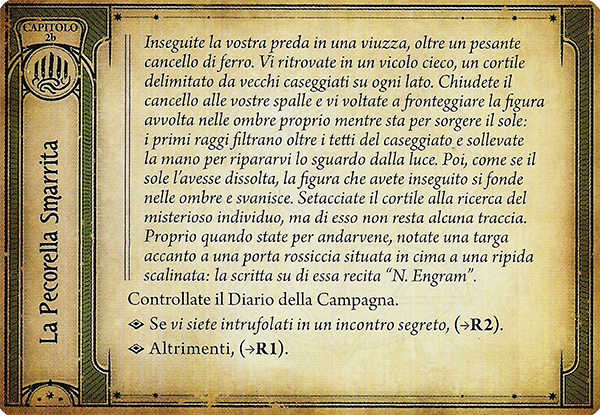 CAPITOLO
2b
La Pecorella Smarrita
Inseguite la vostra preda in una viuzza, oltre un pesante
cancello di ferro. Vi ritrovate in un vicolo cieco, un cortile
delimitato da vecchi caseggiati su ogni lato. Chiudete il
cancello alle vostre spalle e vi voltate a fronteggiare la figura
avvolta nelle ombre proprio mentre sta per sorgere il sole:
i primi raggi filtrano oltre i tetti del caseggiato e sollevate
la mano per ripararvi lo sguardo dalla luce. Poi, come se il
sole l'avesse dissolta, la figura che avete inseguito si fonde
nelle ombre e svanisce. Setacciate il cortile alla ricerca del
misterioso individuo, ma di esso non resta alcuna traccia.
Proprio quando state per andarvene, notate una targa
accanto a una porta rossiccia situata in cima a una ripida
scalinata: la scritta su di essa recita “N. Engram”.
Controllate il Diario della Campagna.
Se vi siete intrufolati in un incontro segreto, (→R2).
Altrimenti, (→R1).